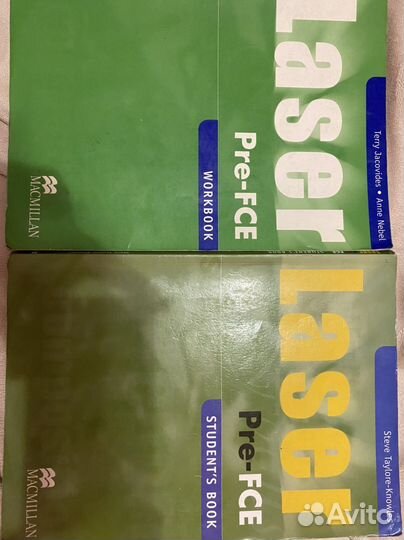 Terry Jacovides • Anne Nebel
Laser
Pre-FCE
WORKBOOK
MACMILLAN
Steve Taylore-Knowles
Laser
Pre-FCE
STUDENT'S BOOK
MACMILLAN
Avito